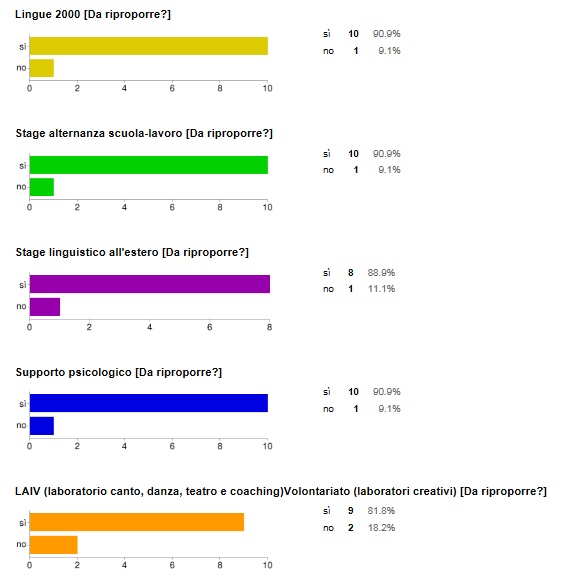 Lingue 2000 [Da riproporre?]
sì 10 90.9%
no 1 9.1%
sì
no
0 2 4 6 8 10
Stage alternanza scuola-lavoro [Da riproporre?]
sì 10 90.9%
no 1 9.1%
sì
no
0 2 4 6 8 10
Stage linguistico all'estero [Da riproporre?]
sì 8 88.9%
no 1 11.1%
sì
no
0 2 4 6 8
Supporto psicologico [Da riproporre?]
sì 10 90.9%
no 1 9.1%
sì
no
0 2 4 6 8 10
LAIV (laboratorio canto, danza, teatro e coaching)Volontariato (laboratori creativi) [Da riproporre?]
sì 9 81.8%
no 2 18.2%
sì
no
0 2 4 6 8 10